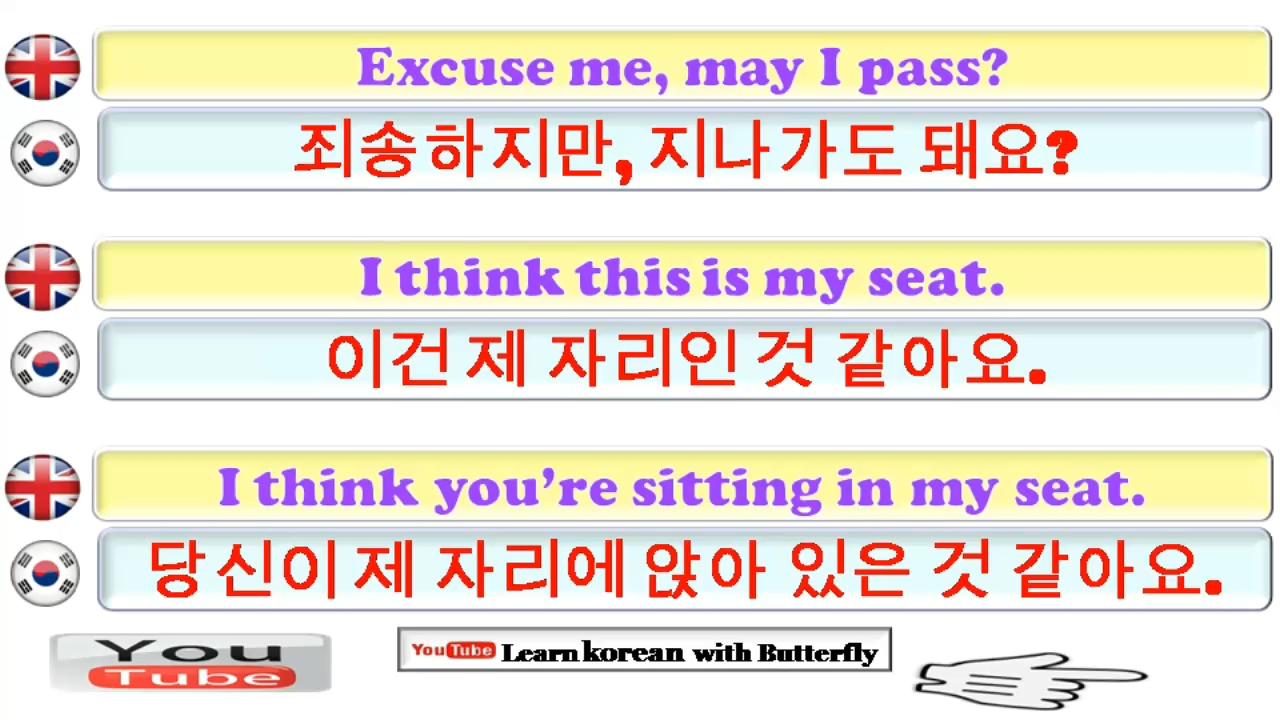 Excuse me, may I pass?
죄송하지만, 지나가도 돼요?
I think this is my seat.
이건 제 자리인 것 같아요.
I think you're sitting in my seat.
당신이 제 자리에 앉아 있은 것 같아요.
You Tube
YouTube Learn korean with Butterfly